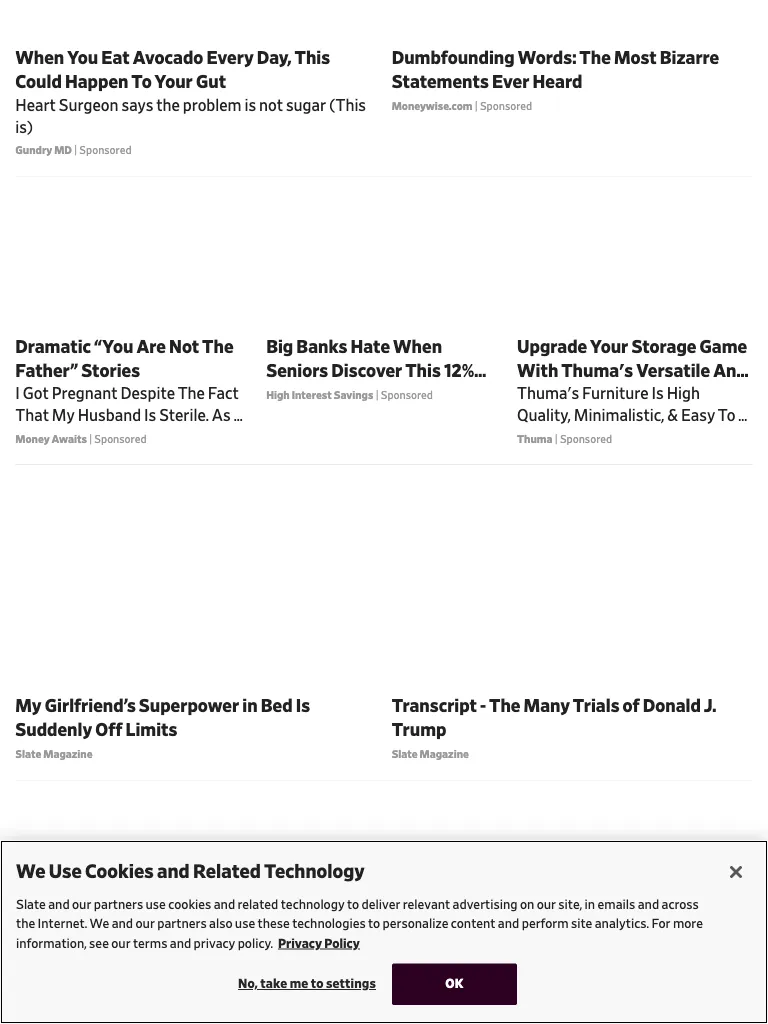 When You Eat Avocado Every Day, This
Could Happen To Your Gut
Heart Surgeon says the problem is not sugar (This
is)
Gundry MD | Sponsored
Dumbfounding Words: The Most Bizarre
Statements Ever Heard
Moneywise.com | Sponsored
Dramatic “You Are Not The
Father” Stories
I Got Pregnant Despite The Fact
That My Husband Is Sterile. As ...
Money Awaits | Sponsored
Big Banks Hate When
Seniors Discover This 12%...
High Interest Savings | Sponsored
Upgrade Your Storage Game
With Thuma’s Versatile An...
Thuma’s Furniture Is High
Quality, Minimalistic, & Easy To ...
Thuma | Sponsored
My Girlfriend’s Superpower in Bed Is
Suddenly Off Limits
Slate Magazine
Transcript - The Many Trials of Donald J.
Trump
Slate Magazine
We Use Cookies and Related Technology
Slate and our partners use cookies and related technology to deliver relevant advertising on our site, in emails and across
the Internet. We and our partners also use these technologies to personalize content and perform site analytics. For more
information, see our terms and privacy policy. Privacy Policy
No, take me to settings
OK